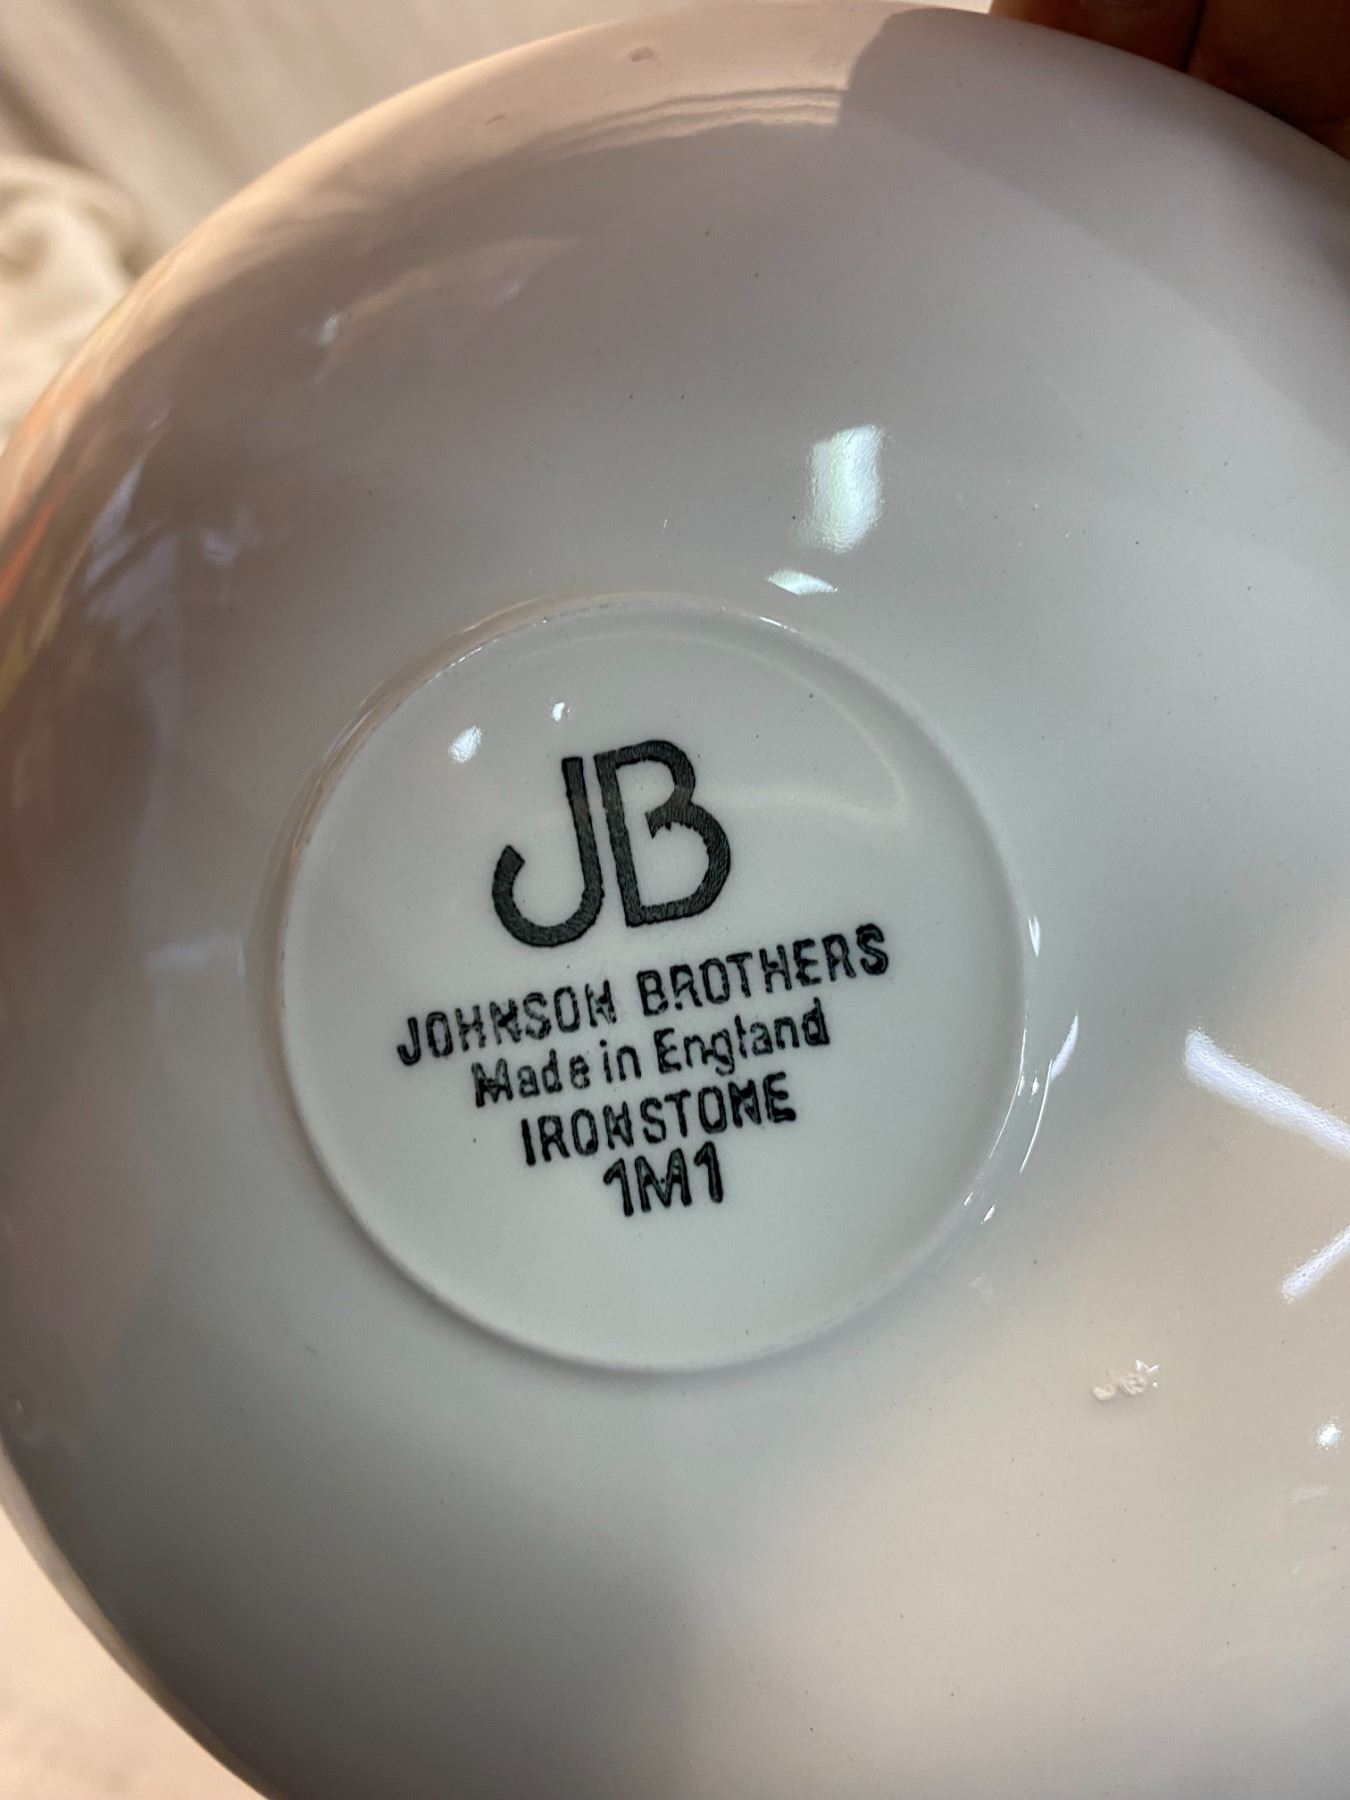 JB
JOHNSON BROTHERS
Made in England
IRONSTONE
1M1